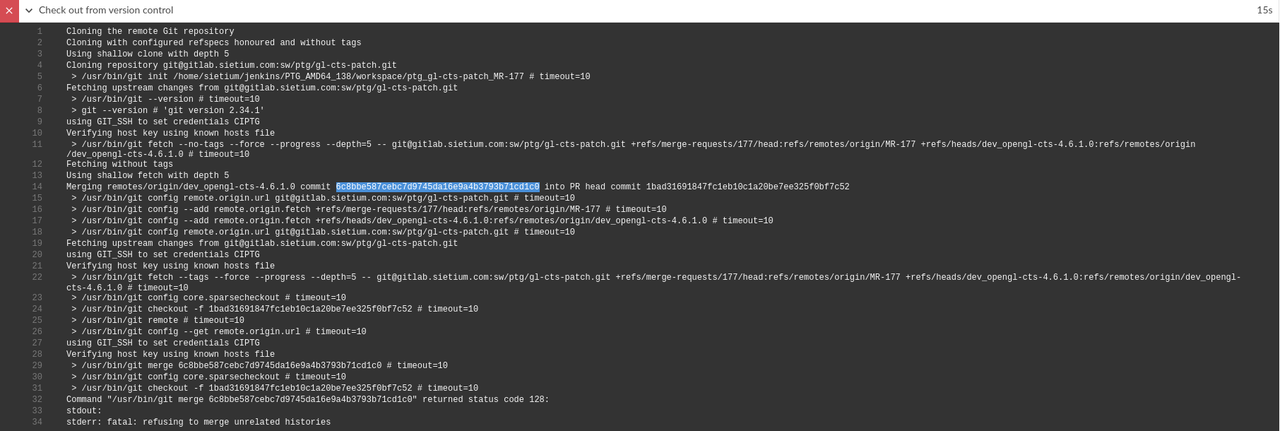 Check out from version control
15s
1 Cloning the remote Git repository
2 Cloning with configured refspecs honoured and without tags
3 Using shallow clone with depth 5
4 Cloning repository git@gitlab.sietium.com:sw/ptg/gl-cts-patch.git
5 > /usr/bin/git init /home/sietium/jenkins/PTG_AMD64_138/workspace/ptg_gl-cts-patch_MR-177 # timeout=10
6 Fetching upstream changes from git@gitlab.sietium.com:sw/ptg/gl-cts-patch.git
7 > /usr/bin/git --version # timeout=10
8 > git --version # 'git version 2.34.1'
9 using GIT_SSH to set credentials CIPTG
10 Verifying host key using known hosts file
11 > /usr/bin/git fetch --no-tags --force --progress --depth=5 -- git@gitlab.sietium.com:sw/ptg/gl-cts-patch.git +refs/merge-requests/177/head:refs/remotes/origin/MR-177 +refs/heads/dev_opengl-cts-4.6.1.0:refs/remotes/origin
/dev_opengl-cts-4.6.1.0 # timeout=10
12 Fetching without tags
13 Using shallow fetch with depth 5
14 Merging remotes/origin/dev_opengl-cts-4.6.1.0 commit 6c8bbe587cebc7d9745da16e9a4b3793b71cd1c0 into PR head commit 1bad31691847fc1eb10c1a20be7ee325f0bf7c52
15 > /usr/bin/git config remote.origin.url git@gitlab.sietium.com:sw/ptg/gl-cts-patch.git # timeout=10
16 > /usr/bin/git config --add remote.origin.fetch +refs/merge-requests/177/head:refs/remotes/origin/MR-177 # timeout=10
17 > /usr/bin/git config --add remote.origin.fetch +refs/heads/dev_opengl-cts-4.6.1.0:refs/remotes/origin/dev_opengl-cts-4.6.1.0 # timeout=10
18 > /usr/bin/git config remote.origin.url git@gitlab.sietium.com:sw/ptg/gl-cts-patch.git # timeout=10
19 Fetching upstream changes from git@gitlab.sietium.com:sw/ptg/gl-cts-patch.git
20 using GIT_SSH to set credentials CIPTG
21 Verifying host key using known hosts file
22 > /usr/bin/git fetch --tags --force --progress --depth=5 -- git@gitlab.sietium.com:sw/ptg/gl-cts-patch.git +refs/merge-requests/177/head:refs/remotes/origin/MR-177 +refs/heads/dev_opengl-cts-4.6.1.0:refs/remotes/origin/dev_opengl-
cts-4.6.1.0 # timeout=10
23 > /usr/bin/git config core.sparsecheckout # timeout=10
24 > /usr/bin/git checkout -f 1bad31691847fc1eb10c1a20be7ee325f0bf7c52 # timeout=10
25 > /usr/bin/git remote # timeout=10
26 > /usr/bin/git config --get remote.origin.url # timeout=10
27 using GIT_SSH to set credentials CIPTG
28 Verifying host key using known hosts file
29 > /usr/bin/git merge 6c8bbe587cebc7d9745da16e9a4b3793b71cd1c0 # timeout=10
30 > /usr/bin/git config core.sparsecheckout # timeout=10
31 > /usr/bin/git checkout -f 1bad31691847fc1eb10c1a20be7ee325f0bf7c52 # timeout=10
32 Command "/usr/bin/git merge 6c8bbe587cebc7d9745da16e9a4b3793b71cd1c0" returned status code 128:
33 stdout:
34 stderr: fatal: refusing to merge unrelated histories